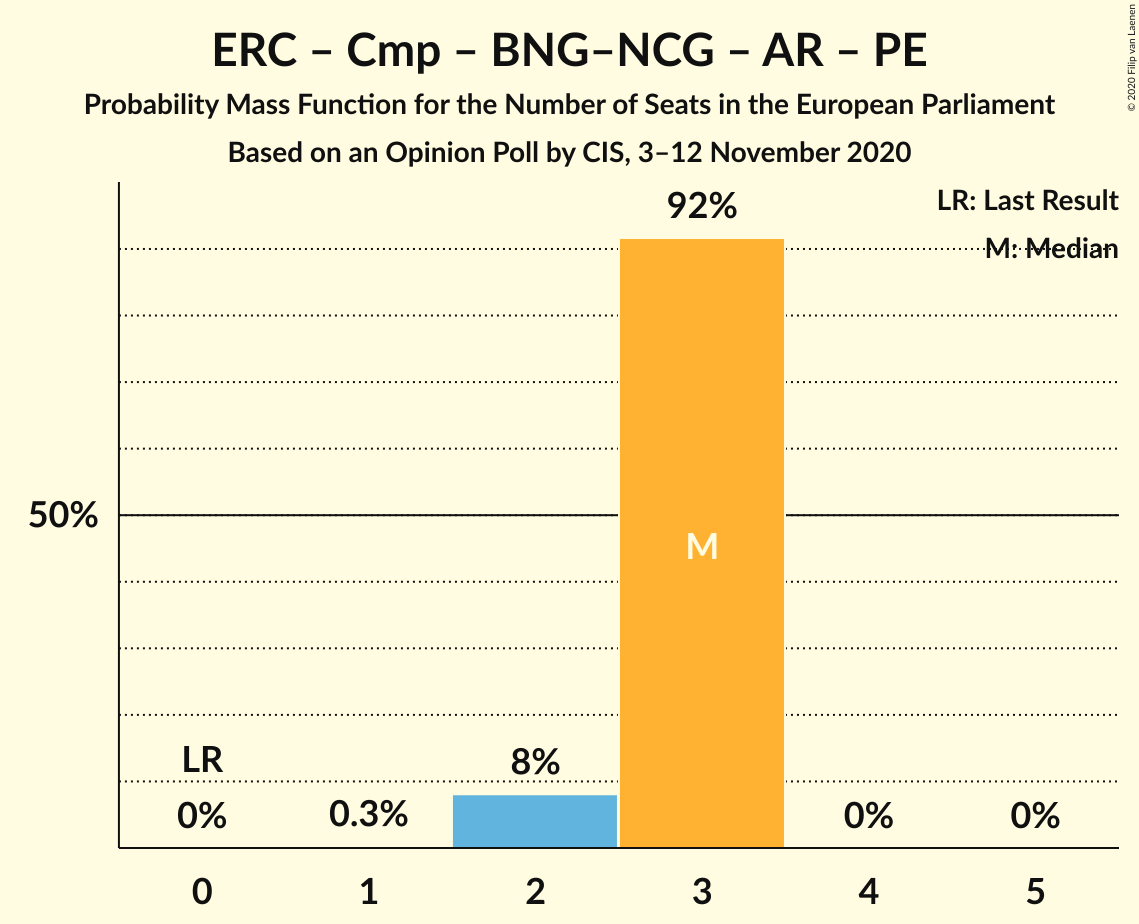 ERC – Cmp – BNG–NCG – AR – PE
Probability Mass Function for the Number of Seats in the European Parliament
Based on an Opinion Poll by CIS, 3–12 November 2020
© 2020 Filip van Laenen
LR: Last Result
M: Median
92%
50%
M
LR
8%
0%
0.3%
0%
0%
0
1
2
3
4
5